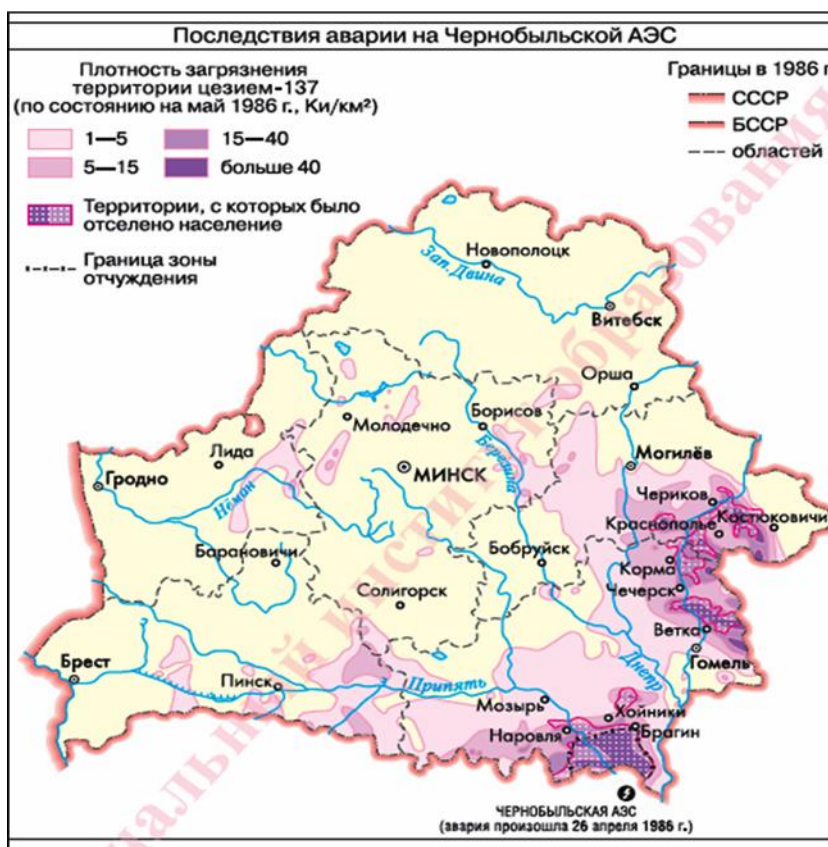 Последствия аварии на Чернобыльской АЭС
Плотность загрязнения
территории цезием-137
(по состоянию на май 1986 г., Ки/км²)
1—5
15—40
5—15
больше 40
Территории, с которых было
отселено население
Граница зоны
отчуждения
Границы в 1986 г
СССР
БССР
областей
Новополоцк
Зап. Двина
Витебск
Орша
Молодечно
Борисов
Березина
Лида
Гродно
МИНСК
Могилёв
Нёман
Чериков
Краснополье
Костюковичи
Барановичи
Бобруйск
Корма
Солигорск
Чечерск
Ветка
Гомель
Брест
Пинск
Припять
Днепр
Мозырь
Хойники
Наровля
Брагин
ЧЕРНОБЫЛЬСКАЯ АЭС
(авария произошла 26 апреля 1986 г.)
институт образования